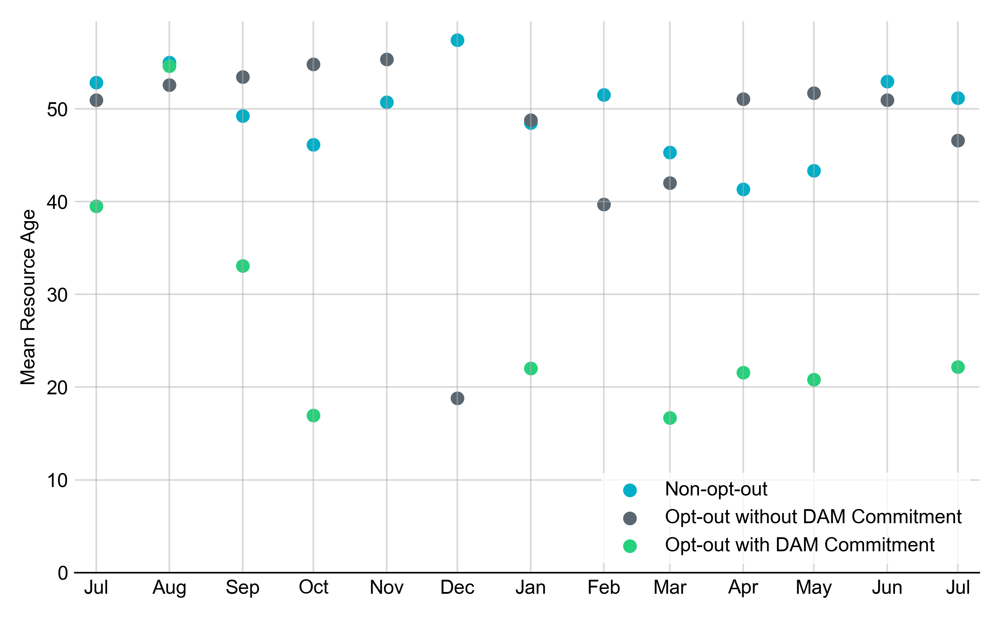 Mean Resource Age
50
40
30
20
10
0
Jul Aug Sep Oct Nov Dec Jan Feb Mar Apr May Jun Jul
Non-opt-out
Opt-out without DAM Commitment
Opt-out with DAM Commitment